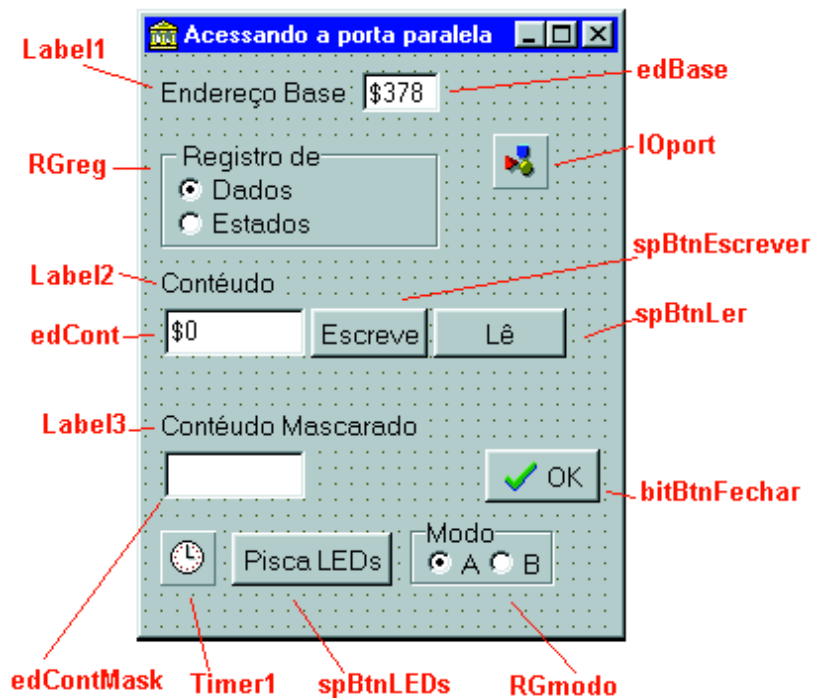 Acessando a porta paralela
Label1
edBase
Endereço Base
$378
IOport
RGreg
Registro de
Dados
Estados
spBtnEscrever
Label2
Contéudo
spBtnLer
edCont
$0
Escreve
Lê
Label3
Contéudo Mascarado
OK
bitBtnFechar
Modo
Pisca LEDs
A
B
edContMask
Timer1
spBtnLEDs
RGmodo